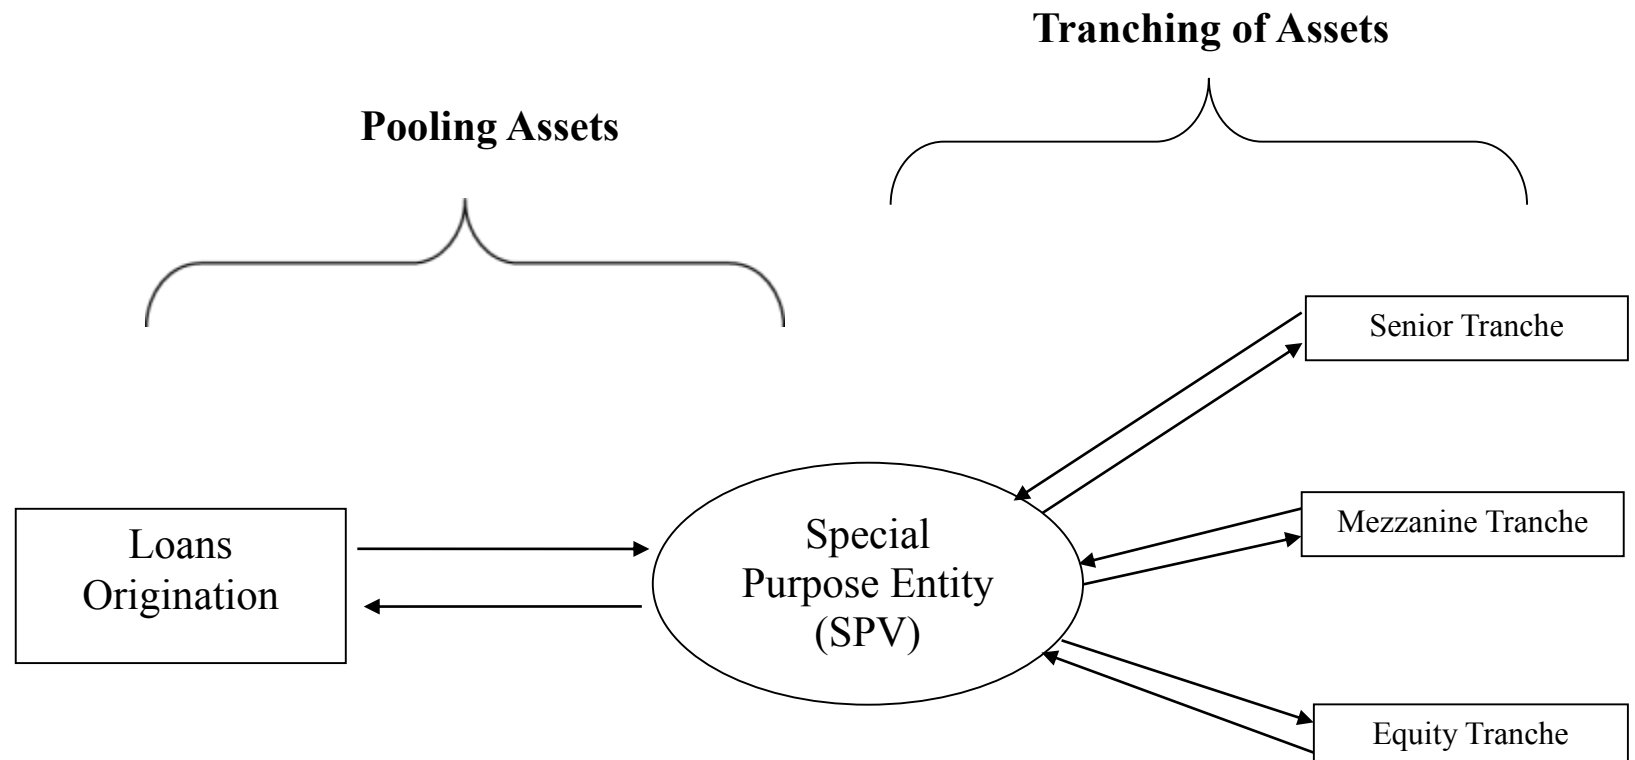 Tranching of Assets
Pooling Assets
Senior Tranche
Loans
Origination
Special
Purpose Entity
(SPV)
Mezzanine Tranche
Equity Tranche